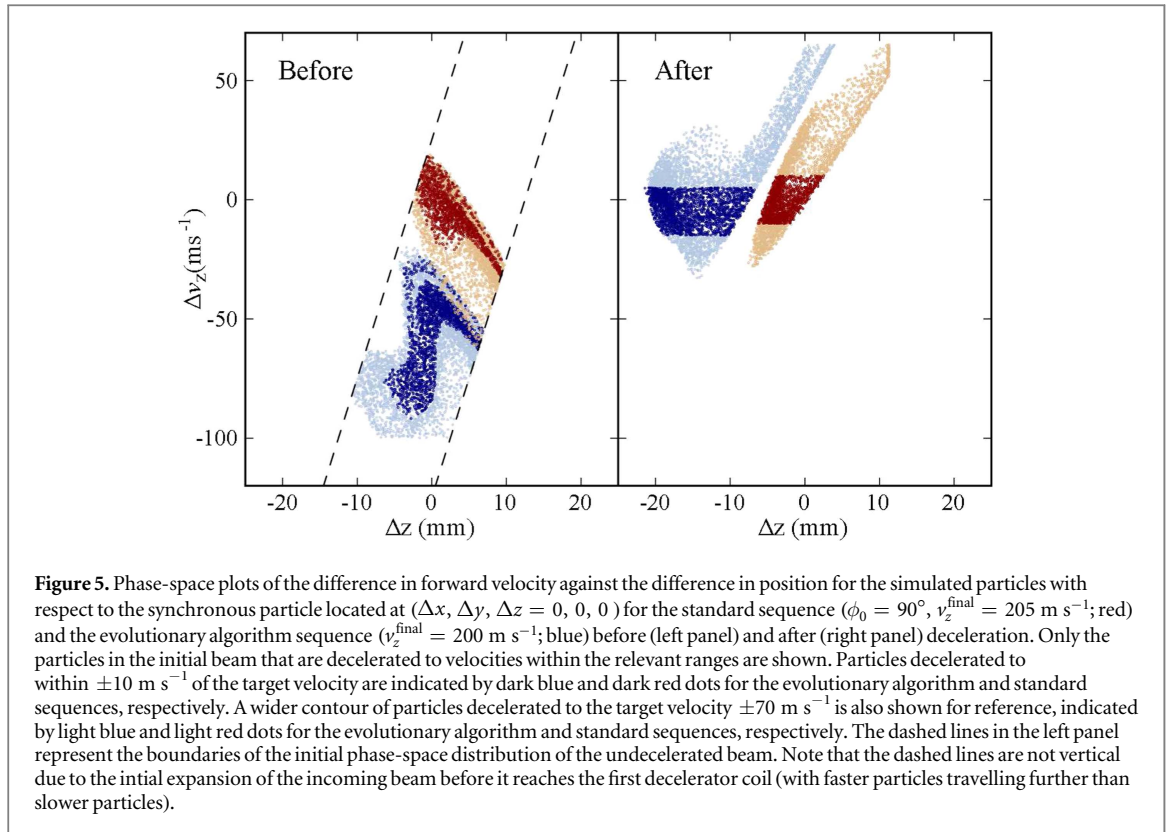 Before
After
50
0
-50
-100
Δv_z(ms⁻¹)
-20 -10 0 10 20 -20 -10 0 10 20
Δz (mm) Δz (mm)
Figure 5. Phase-space plots of the difference in forward velocity against the difference in position for the simulated particles with
respect to the synchronous particle located at (Δx, Δy, Δz = 0, 0, 0 ) for the standard sequence (ϕ₀ = 90°, v_z^final = 205 m s⁻¹; red)
and the evolutionary algorithm sequence (v_z^final = 200 m s⁻¹; blue) before (left panel) and after (right panel) deceleration. Only the
particles in the initial beam that are decelerated to velocities within the relevant ranges are shown. Particles decelerated to
within ±10 m s⁻¹ of the target velocity are indicated by dark blue and dark red dots for the evolutionary algorithm and standard
sequences, respectively. A wider contour of particles decelerated to the target velocity ±70 m s⁻¹ is also shown for reference, indicated
by light blue and light red dots for the evolutionary algorithm and standard sequences, respectively. The dashed lines in the left panel
represent the boundaries of the initial phase-space distribution of the undecelerated beam. Note that the dashed lines are not vertical
due to the intial expansion of the incoming beam before it reaches the first decelerator coil (with faster particles travelling further than
slower particles).